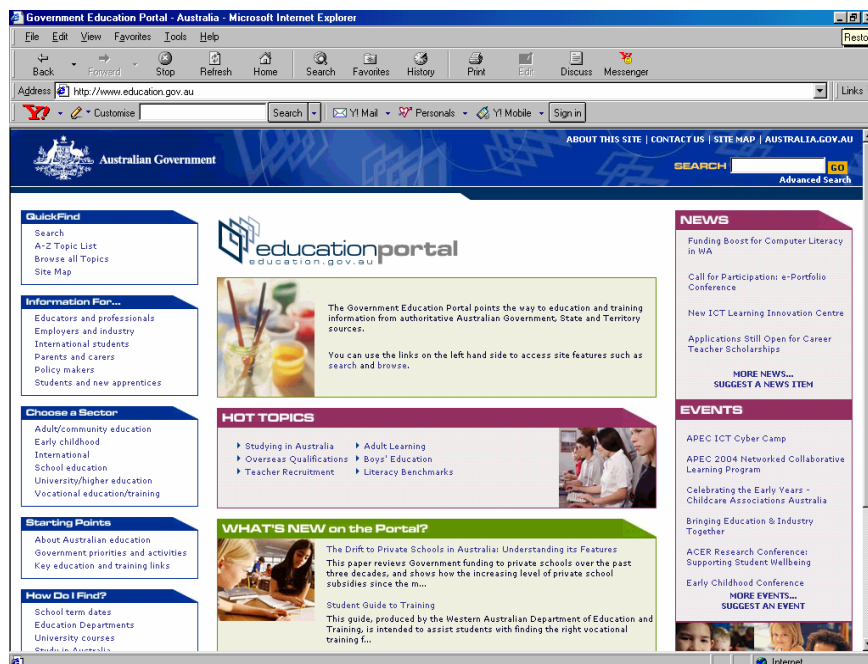 Government Education Portal - Australia - Microsoft Internet Explorer
File Edit View Favorites Tools Help
Resto
Back Forward Stop Refresh Home Search Favorites History Print Edit Discuss Messenger
Address http://www.education.gov.au Links
Y! Customise Search Y! Mail Personals Y! Mobile Sign in
Australian Government
ABOUT THIS SITE | CONTACT US | SITE MAP | AUSTRALIA.GOV.AU
SEARCH GO
Advanced Search
QuickFind
Search
A-Z Topic List
Browse all Topics
Site Map
Information For...
Educators and professionals
Employers and industry
International students
Parents and carers
Policy makers
Students and new apprentices
Choose a Sector
Adult/community education
Early childhood
International
School education
University/higher education
Vocational education/training
Starting Points
About Australian education
Government priorities and activities
Key education and training links
How Do I Find?
School term dates
Education Departments
University courses
Study in Australia
educationportal
education.gov.au
The Government Education Portal points the way to education and training
information from authoritative Australian Government, State and Territory
sources.
You can use the links on the left hand side to access site features such as
search and browse.
HOT TOPICS
Studying in Australia Adult Learning
Overseas Qualifications Boys' Education
Teacher Recruitment Literacy Benchmarks
WHAT'S NEW on the Portal?
The Drift to Private Schools in Australia: Understanding its Features
This paper reviews Government funding to private schools over the past
three decades, and shows how the increasing level of private school
subsidies since the m...
Student Guide to Training
This guide, produced by the Western Australian Department of Education and
Training, is intended to assist students with finding the right vocational
training f...
NEWS
Funding Boost for Computer Literacy
in WA
Call for Participation: e-Portfolio
Conference
New ICT Learning Innovation Centre
Applications Still Open for Career
Teacher Scholarships
MORE NEWS...
SUGGEST A NEWS ITEM
EVENTS
APEC ICT Cyber Camp
APEC 2004 Networked Collaborative
Learning Program
Celebrating the Early Years -
Childcare Associations Australia
Bringing Education & Industry
Together
ACER Research Conference:
Supporting Student Wellbeing
Early Childhood Conference
MORE EVENTS...
SUGGEST AN EVENT
Internet